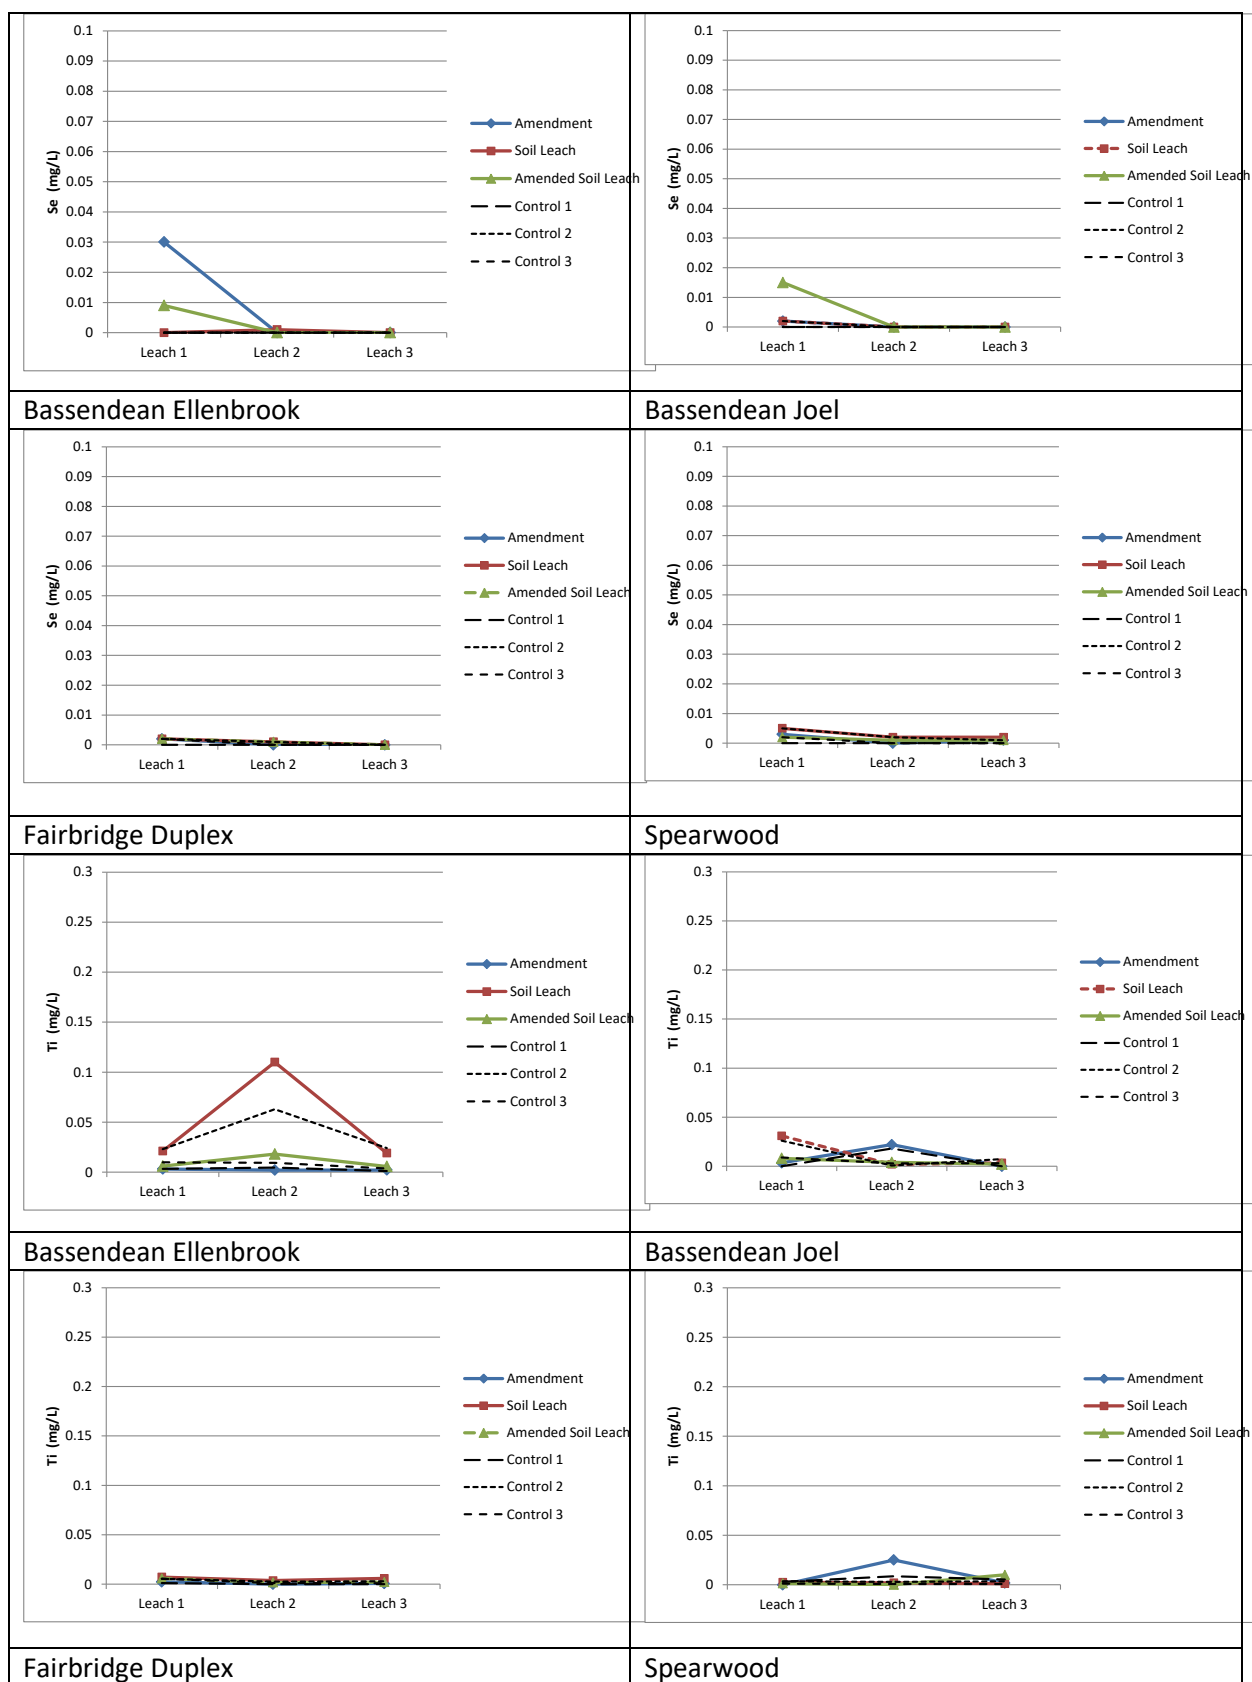 0.1
0.09
0.08
0.07
0.06
0.05
0.04
0.03
0.02
0.01
0
Se (mg/L)
Leach 1 Leach 2 Leach 3
Amendment
Soil Leach
Amended Soil Leach
Control 1
Control 2
Control 3
0.1
0.09
0.08
0.07
0.06
0.05
0.04
0.03
0.02
0.01
0
Se (mg/L)
Leach 1 Leach 2 Leach 3
Amendment
Soil Leach
Amended Soil Leach
Control 1
Control 2
Control 3
Bassendean Ellenbrook
Bassendean Joel
0.1
0.09
0.08
0.07
0.06
0.05
0.04
0.03
0.02
0.01
0
Se (mg/L)
Leach 1 Leach 2 Leach 3
Amendment
Soil Leach
Amended Soil Leach
Control 1
Control 2
Control 3
0.1
0.09
0.08
0.07
0.06
0.05
0.04
0.03
0.02
0.01
0
Se (mg/L)
Leach 1 Leach 2 Leach 3
Amendment
Soil Leach
Amended Soil Leach
Control 1
Control 2
Control 3
Fairbridge Duplex
Spearwood
0.3
0.25
0.2
0.15
0.1
0.05
0
Ti (mg/L)
Leach 1 Leach 2 Leach 3
Amendment
Soil Leach
Amended Soil Leach
Control 1
Control 2
Control 3
0.3
0.25
0.2
0.15
0.1
0.05
0
Ti (mg/L)
Leach 1 Leach 2 Leach 3
Amendment
Soil Leach
Amended Soil Leach
Control 1
Control 2
Control 3
Bassendean Ellenbrook
Bassendean Joel
0.3
0.25
0.2
0.15
0.1
0.05
0
Ti (mg/L)
Leach 1 Leach 2 Leach 3
Amendment
Soil Leach
Amended Soil Leach
Control 1
Control 2
Control 3
0.3
0.25
0.2
0.15
0.1
0.05
0
Ti (mg/L)
Leach 1 Leach 2 Leach 3
Amendment
Soil Leach
Amended Soil Leach
Control 1
Control 2
Control 3
Fairbridge Duplex
Spearwood